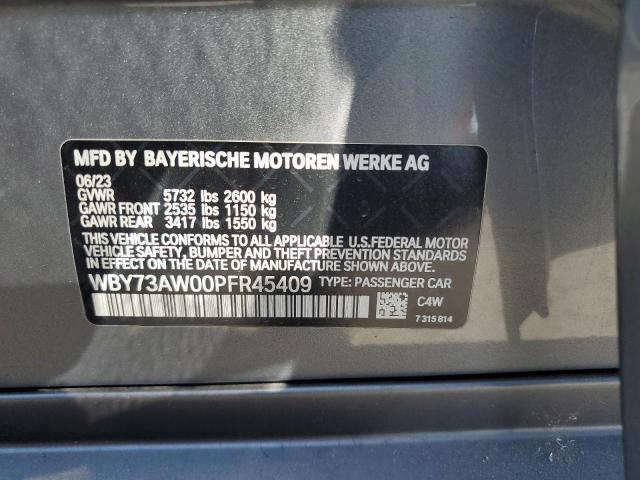 MFD BY BAYERISCHE MOTOREN WERKE AG
06/23
GVWR 5732 lbs 2600 kg
GAWR FRONT 2535 lbs 1150 kg
GAWR REAR 3417 lbs 1550 kg
THIS VEHICLE CONFORMS TO ALL APPLICABLE U.S.FEDERAL MOTOR
VEHICLE SAFETY, BUMPER AND THEFT PREVENTION STANDARDS
IN EFFECT ON THE DATE OF MANUFACTURE SHOWN ABOVE.
WBY73AW00PFR45409 TYPE: PASSENGER CAR
C4W
7 315 814